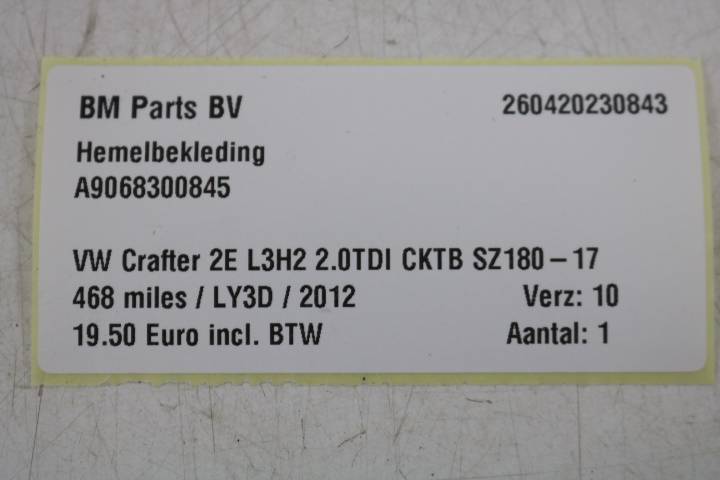 BM Parts BV 260420230843
Hemelbekleding
A9068300845
VW Crafter 2E L3H2 2.0TDI CKTB SZ180-17
468 miles / LY3D / 2012 Verz: 10
19.50 Euro incl. BTW Aantal: 1